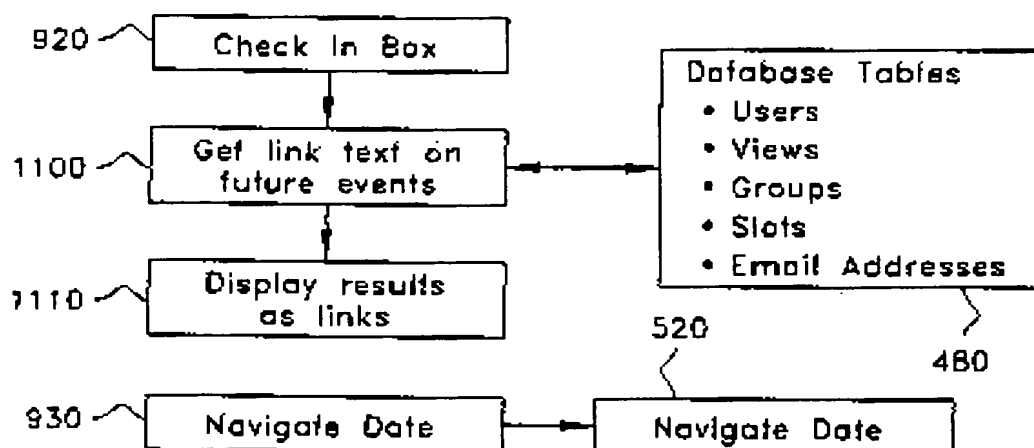 920
Check In Box
1100
Get link text on
future events
Database Tables
• Users
• Views
• Groups
• Slots
• Email Addresses
1110
Display results
as links
480
520
930
Navigate Date
Navigate Date